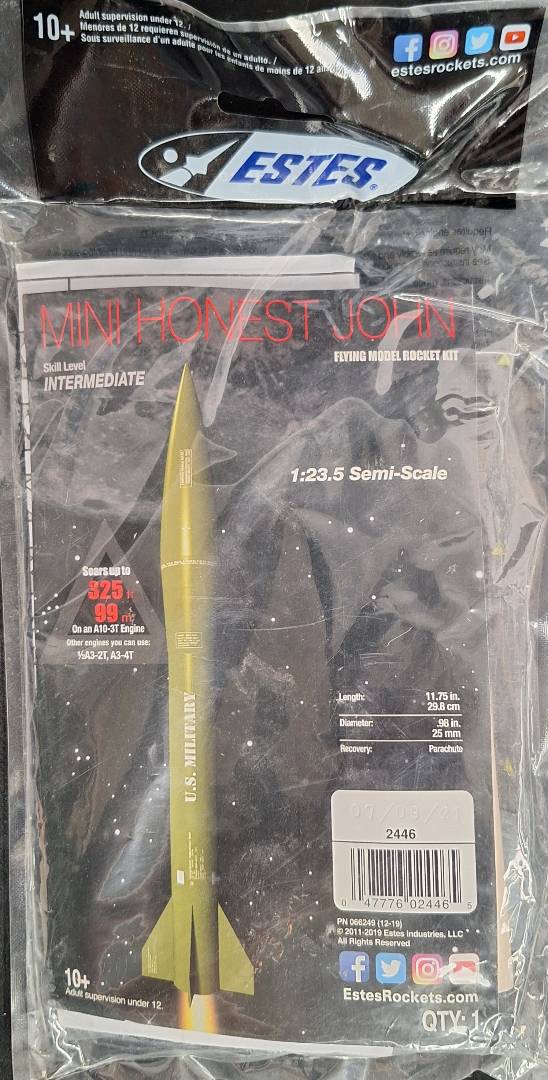 10+
Adult supervision under 12. /
Menores de 12 requieren supervisión de un adulto. /
Sous surveillance d'un adulte pour les enfants de moins de 12 ans
estesrockets.com
ESTES®
MINI HONEST JOHN
FLYING MODEL ROCKET KIT
Skill Level
INTERMEDIATE
1:23.5 Semi-Scale
Soars up to
325 ft
99 m
On an A10-3T Engine
Other engines you can use:
½A3-2T, A3-4T
U.S. MILITARY
Length: 11.75 in.
29.8 cm
Diameter: .98 in.
25 mm
Recovery: Parachute
2446
0 47776 02446 5
PN 066249 (12-19)
© 2011-2019 Estes Industries, LLC
All Rights Reserved
EstesRockets.com
10+
Adult supervision under 12.
QTY: 1